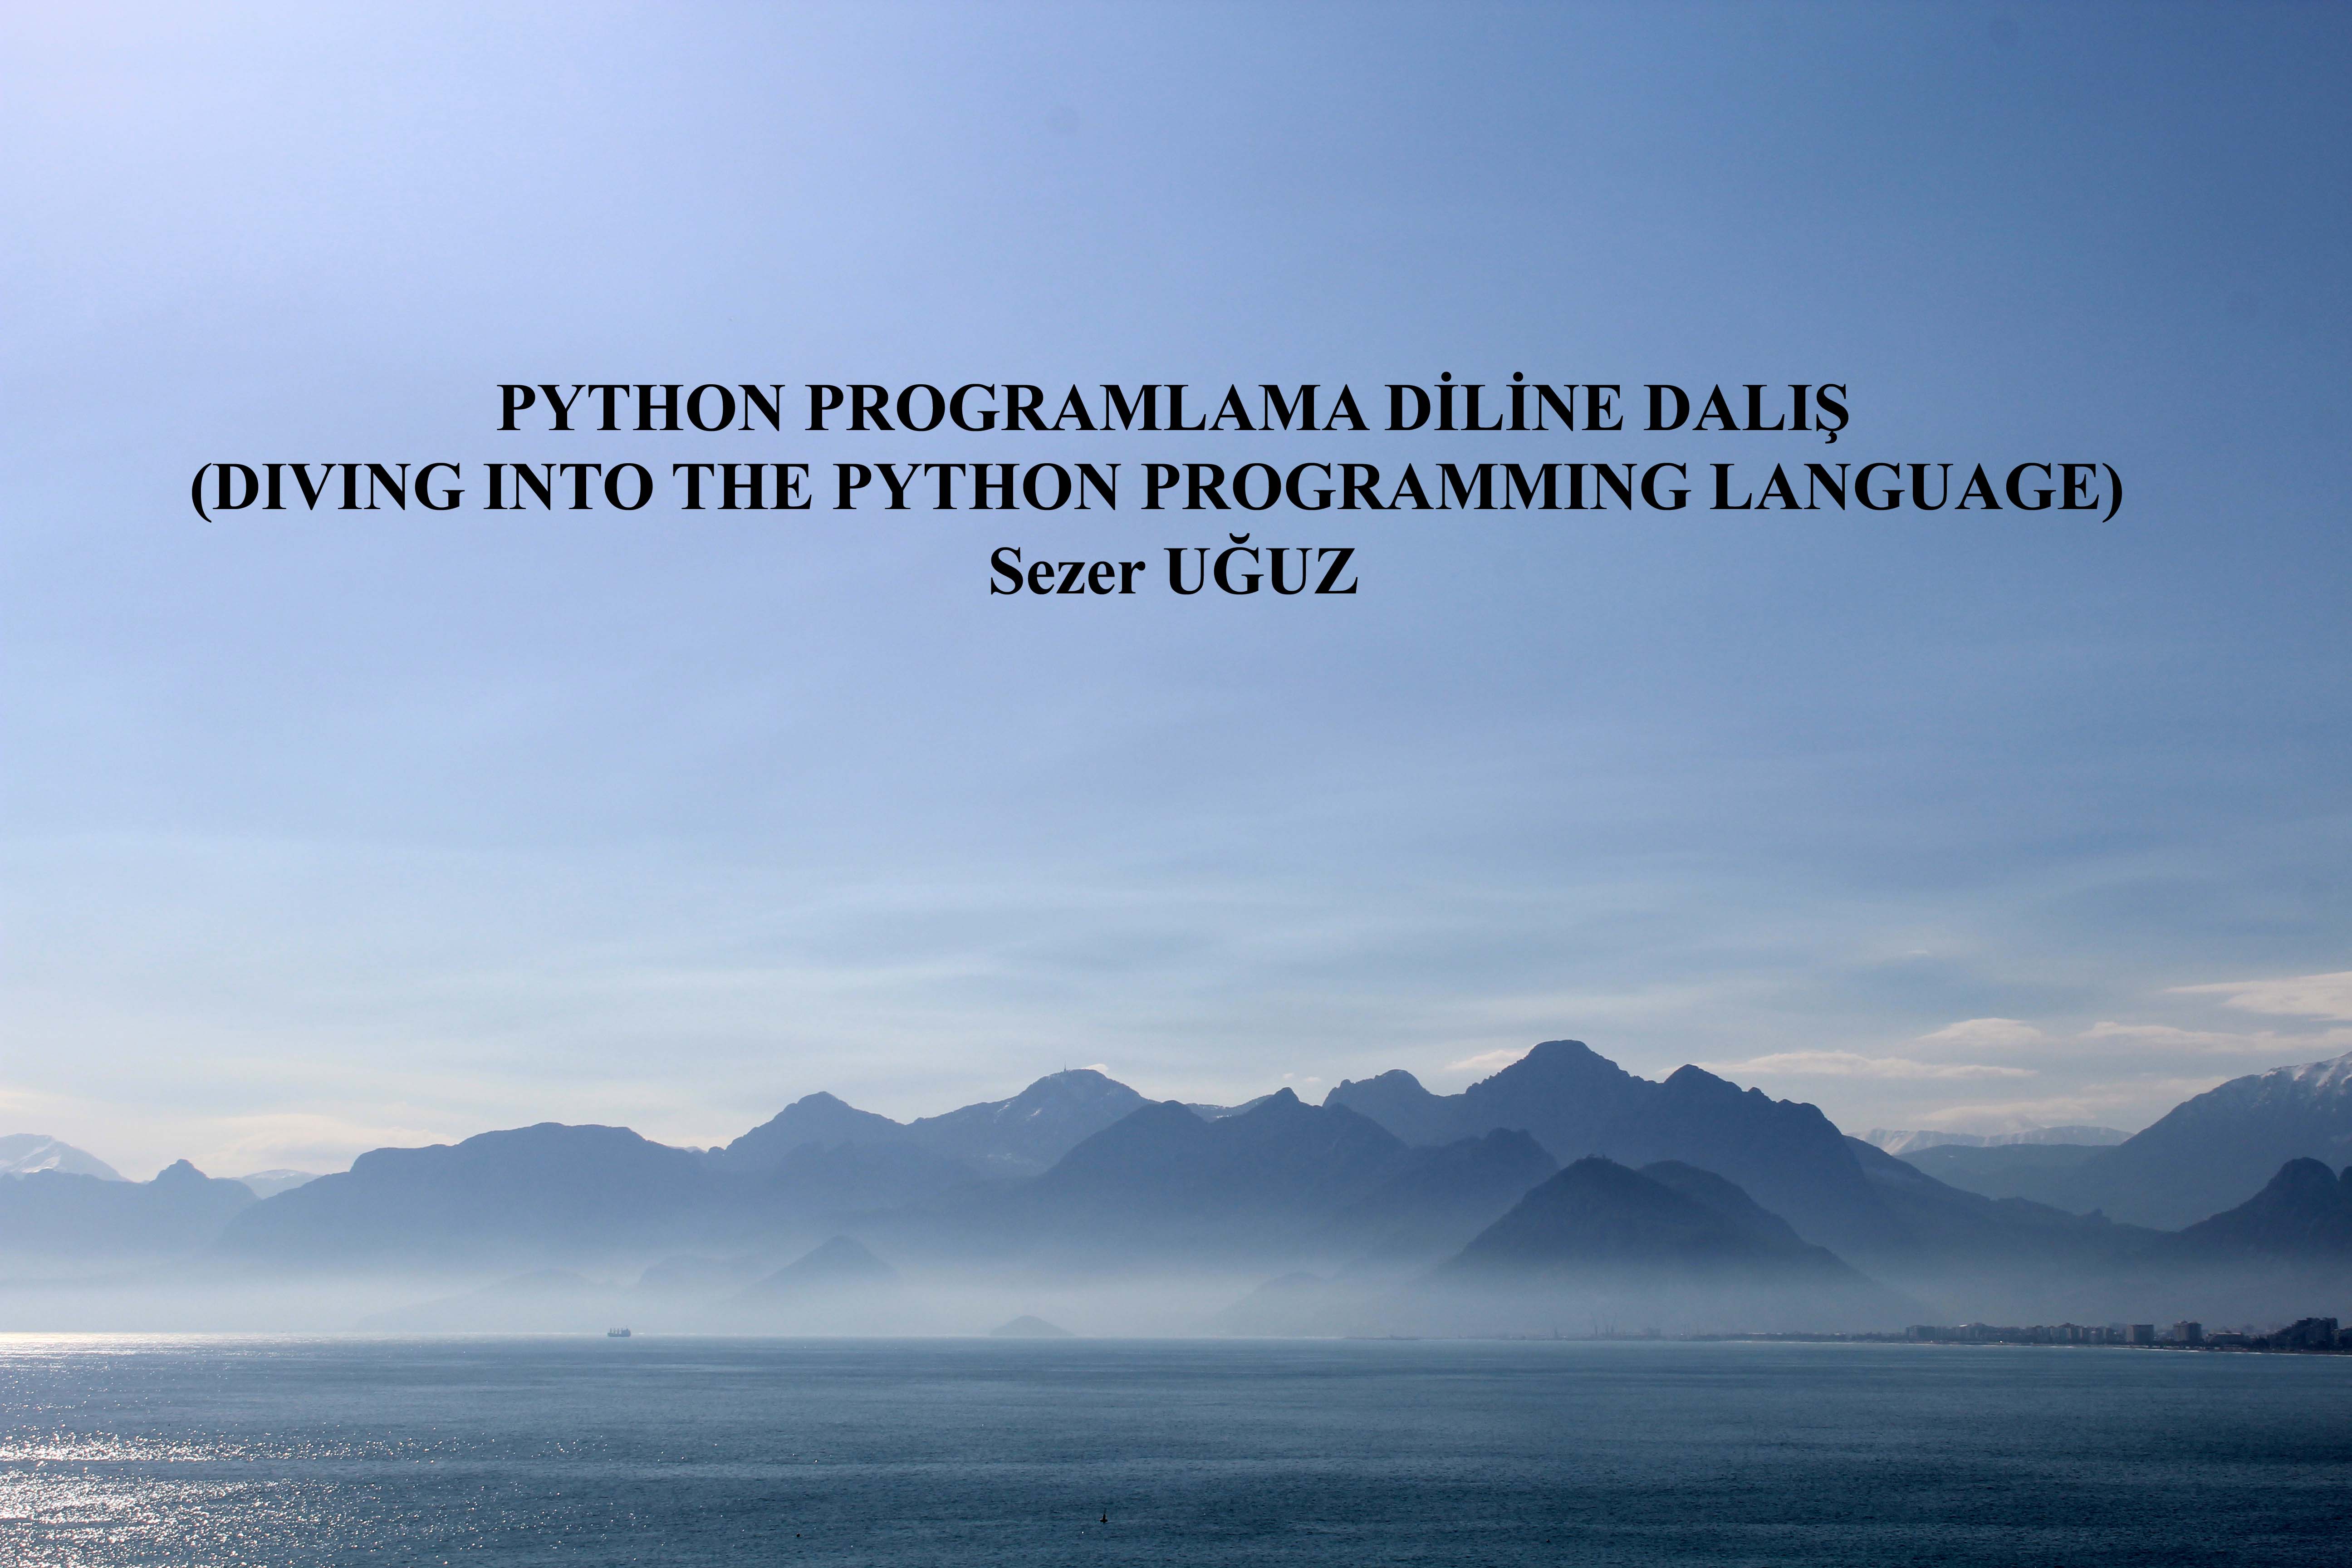 PYTHON PROGRAMLAMA DİLİNE DALIŞ
(DIVING INTO THE PYTHON PROGRAMMING LANGUAGE)
Sezer UĞUZ